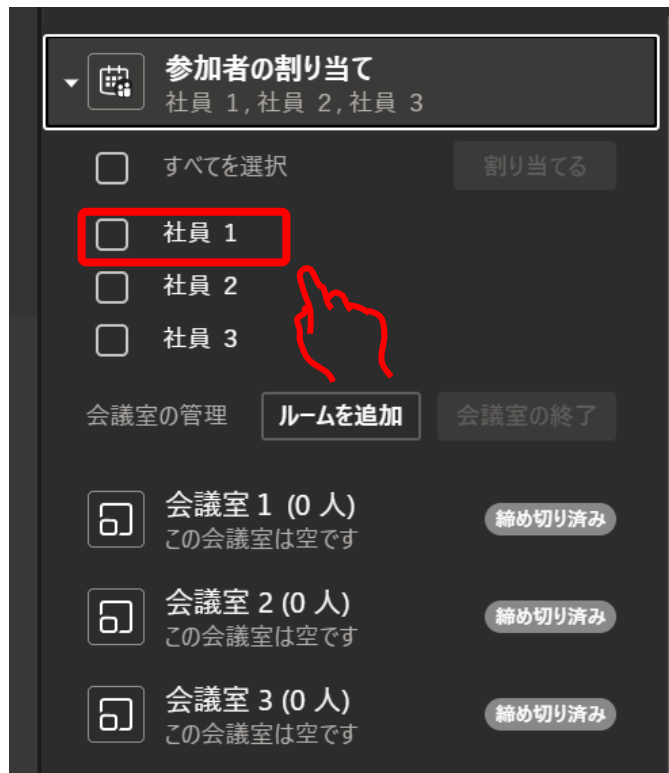 参加者の割り当て
社員 1,社員 2,社員 3
すべてを選択 割り当てる
社員 1
社員 2
社員 3
会議室の管理 ルームを追加 会議室の終了
会議室 1 (0 人) 締め切り済み
この会議室は空です
会議室 2 (0 人) 締め切り済み
この会議室は空です
会議室 3 (0 人) 締め切り済み
この会議室は空です